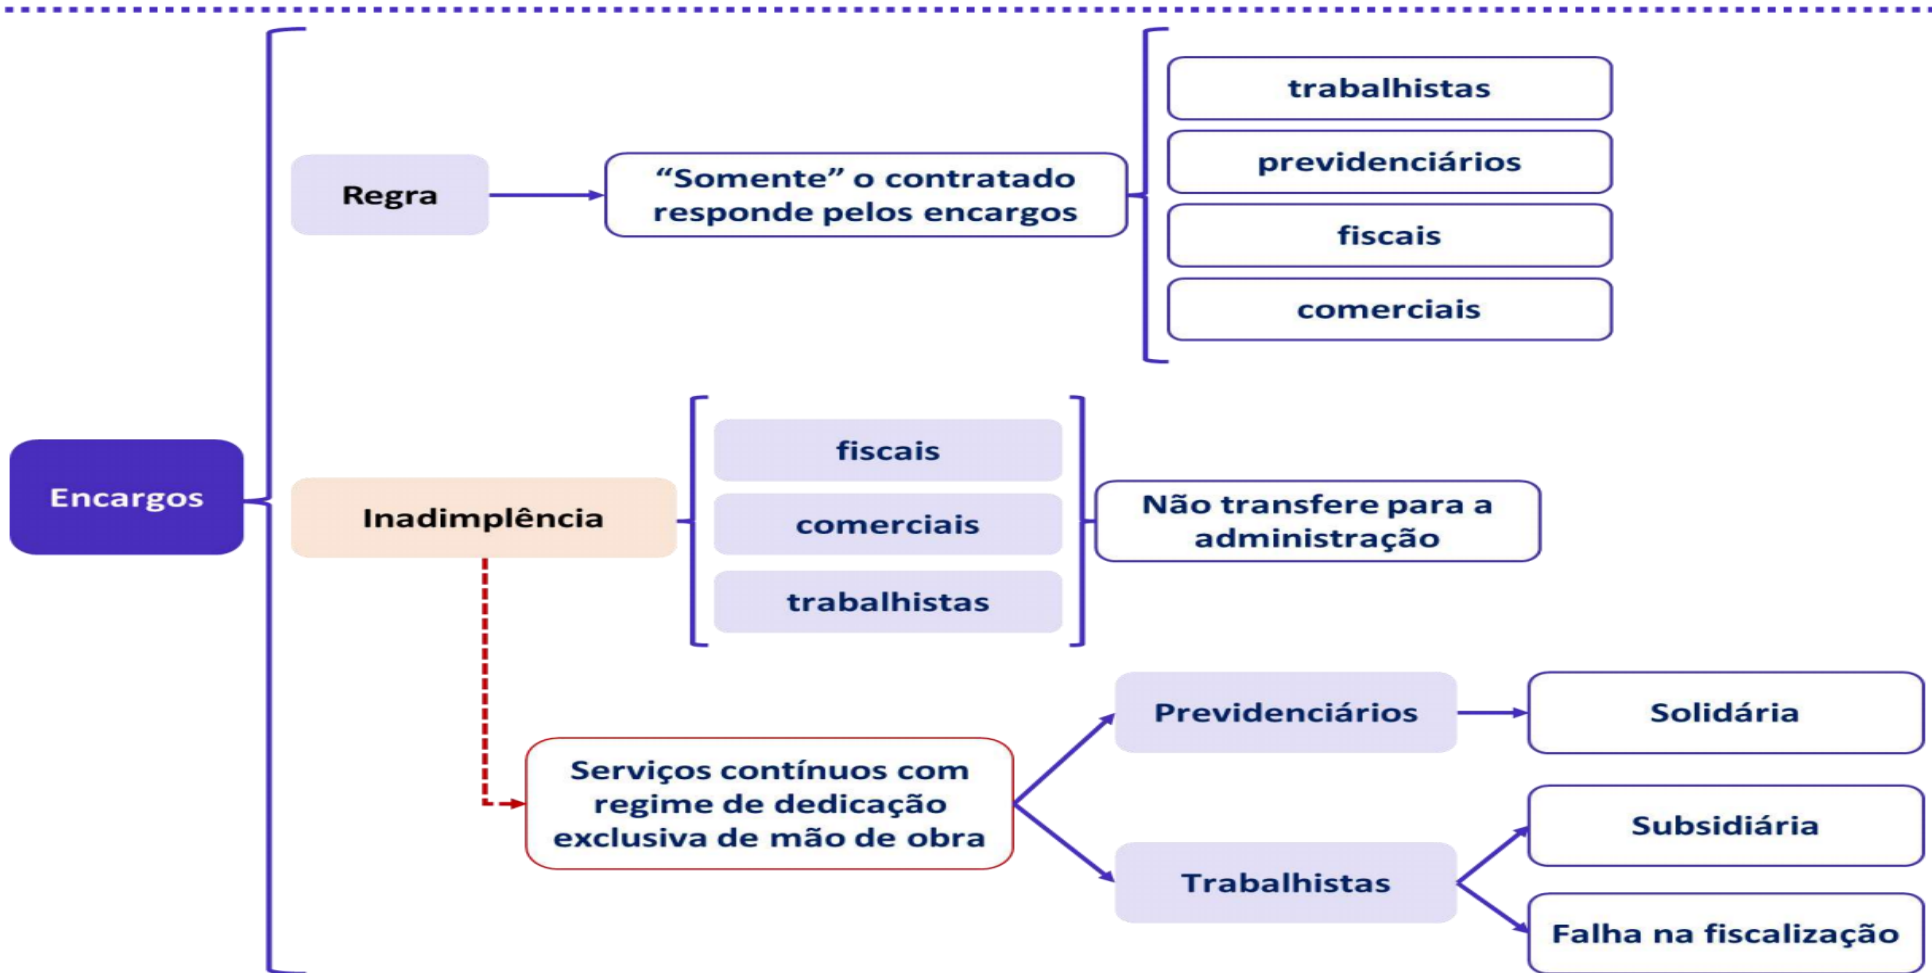 Encargos
Regra
“Somente” o contratado
responde pelos encargos
trabalhistas
previdenciários
fiscais
comerciais
Inadimplência
fiscais
comerciais
trabalhistas
Não transfere para a
administração
Serviços contínuos com
regime de dedicação
exclusiva de mão de obra
Previdenciários
Solidária
Trabalhistas
Subsidiária
Falha na fiscalização